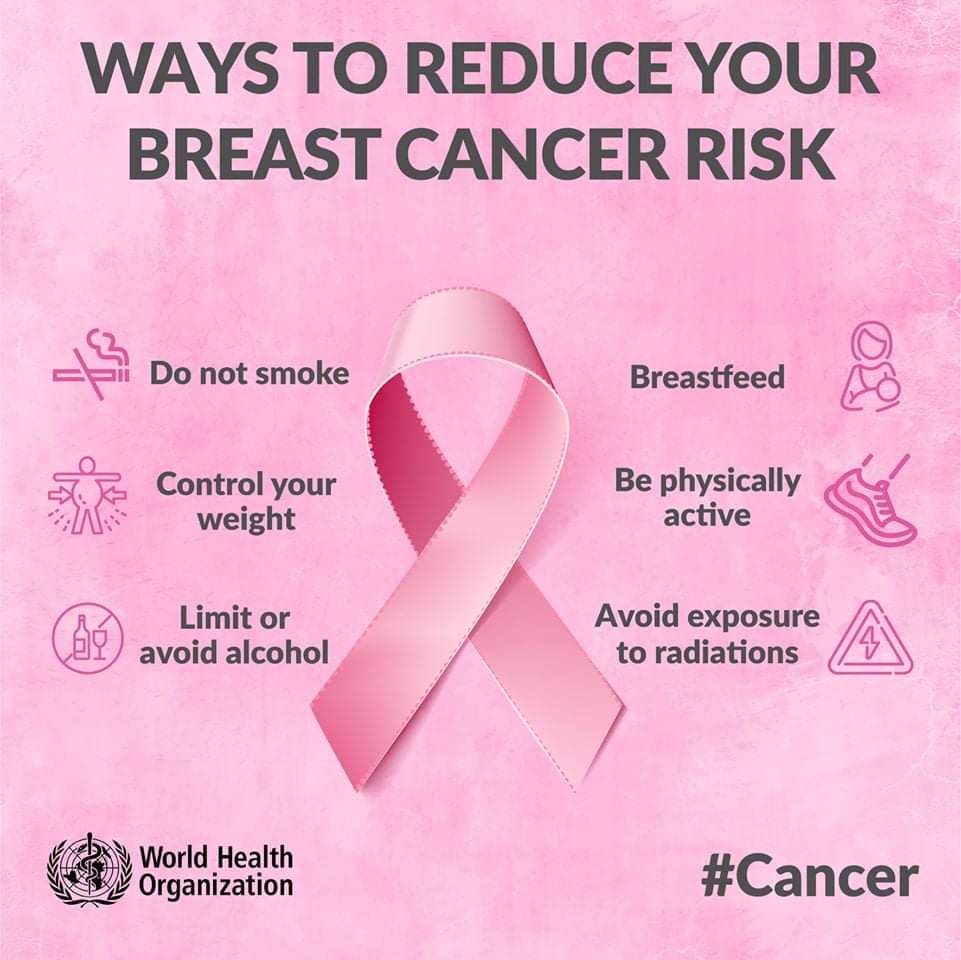 WAYS TO REDUCE YOUR
BREAST CANCER RISK
Do not smoke
Control your
weight
Limit or
avoid alcohol
Breastfeed
Be physically
active
Avoid exposure
to radiations
World Health
Organization
#Cancer